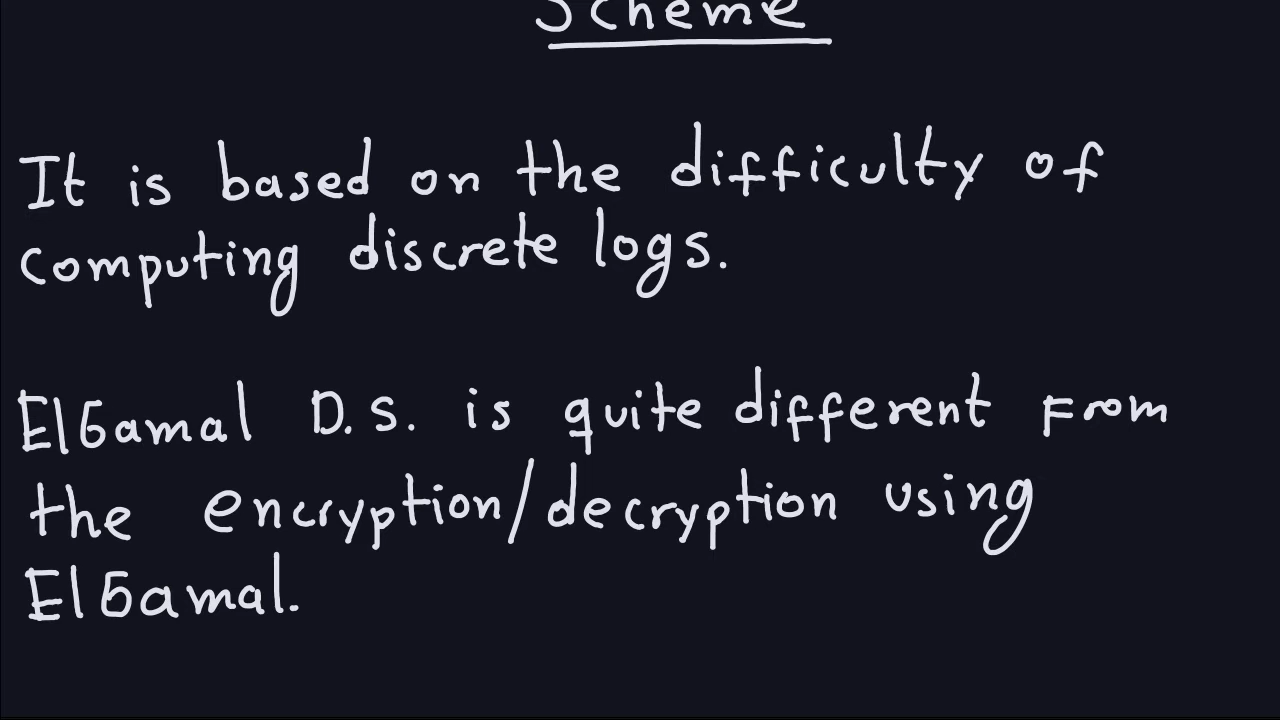 Scheme
It is based on the difficulty of
computing discrete logs.
ElGamal D.S. is quite different from
the encryption/decryption using
ElGamal.